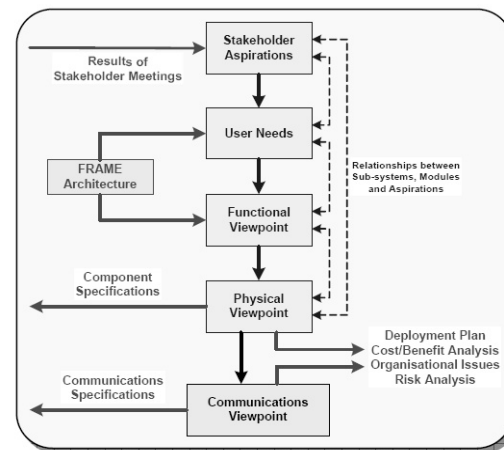 Stakeholder
Aspirations
Results of
Stakeholder Meetings
User Needs
FRAME
Architecture
Relationships between
Sub-systems, Modules
and Aspirations
Functional
Viewpoint
Component
Specifications
Physical
Viewpoint
Deployment Plan
Cost/Benefit Analysis
Organisational Issues
Risk Analysis
Communications
Specifications
Communications
Viewpoint